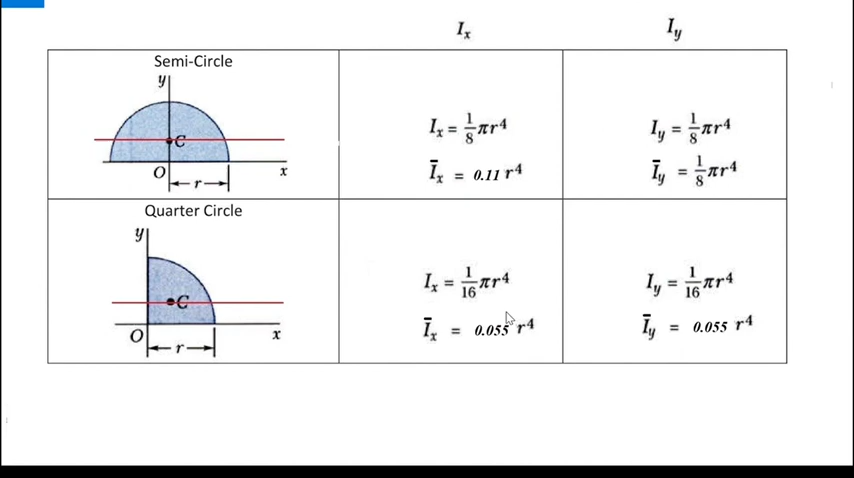 Iₓ
I_y
Semi-Circle
y
C
O
r
x
Iₓ = 1/8 πr⁴
Īₓ = 0.11 r⁴
I_y = 1/8 πr⁴
Ī_y = 1/8 πr⁴
Quarter Circle
y
C
O
r
x
Iₓ = 1/16 πr⁴
Īₓ = 0.055 r⁴
I_y = 1/16 πr⁴
Ī_y = 0.055 r⁴